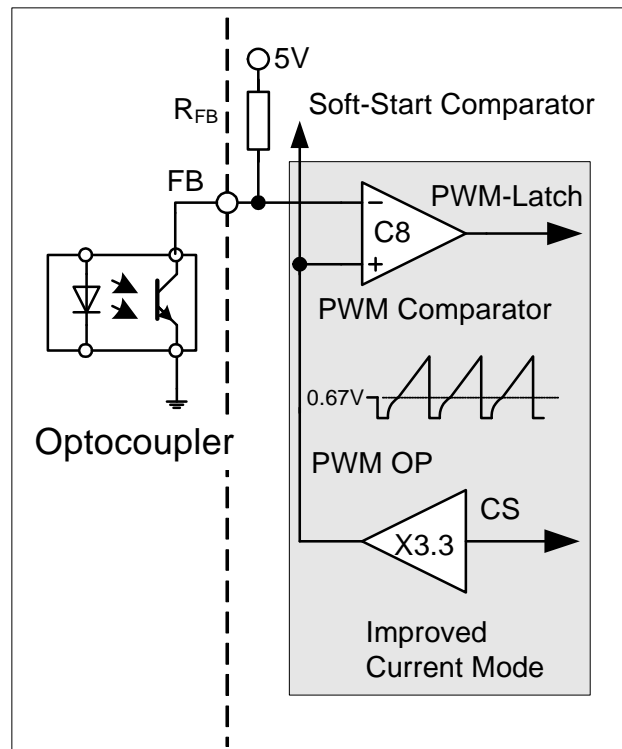 5V
R_FB
Soft-Start Comparator
FB
PWM-Latch
−
C8
+
PWM Comparator
0.67V
Optocoupler
PWM OP
CS
X3.3
Improved
Current Mode